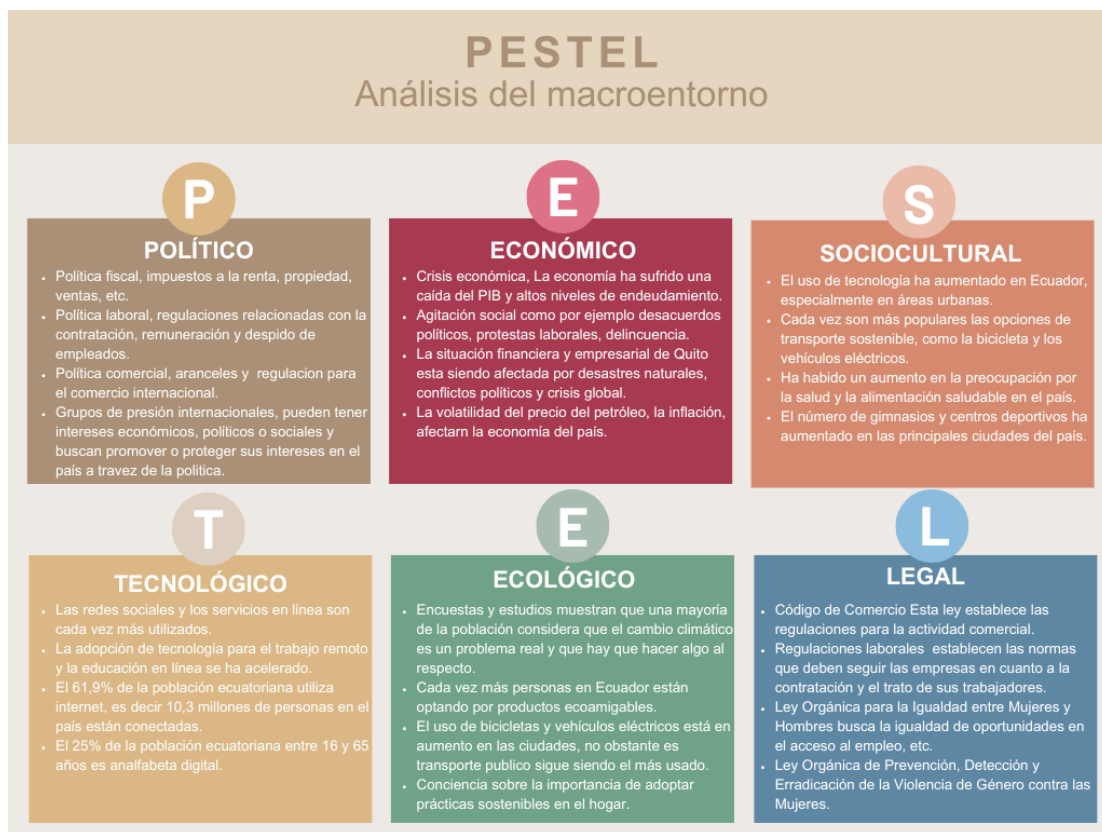 PESTEL
Análisis del macroentorno
P
POLÍTICO
• Política fiscal, impuestos a la renta, propiedad,
ventas, etc.
• Política laboral, regulaciones relacionadas con la
contratación, remuneración y despido de
empleados.
• Política comercial, aranceles y regulacion para
el comercio internacional.
• Grupos de presión internacionales, pueden tener
intereses económicos, políticos o sociales y
buscan promover o proteger sus intereses en el
país a travez de la politica.
E
ECONÓMICO
• Crisis económica, La economía ha sufrido una
caída del PIB y altos niveles de endeudamiento.
• Agitación social como por ejemplo desacuerdos
políticos, protestas laborales, delincuencia.
• La situación financiera y empresarial de Quito
esta siendo afectada por desastres naturales,
conflictos políticos y crisis global.
• La volatilidad del precio del petróleo, la inflación,
afectarn la economía del país.
S
SOCIOCULTURAL
• El uso de tecnología ha aumentado en Ecuador,
especialmente en áreas urbanas.
• Cada vez son más populares las opciones de
transporte sostenible, como la bicicleta y los
vehículos eléctricos.
• Ha habido un aumento en la preocupación por
la salud y la alimentación saludable en el país.
• El número de gimnasios y centros deportivos ha
aumentado en las principales ciudades del país.
T
TECNOLÓGICO
• Las redes sociales y los servicios en línea son
cada vez más utilizados.
• La adopción de tecnología para el trabajo remoto
y la educación en línea se ha acelerado.
• El 61,9% de la población ecuatoriana utiliza
internet, es decir 10,3 millones de personas en el
país están conectadas.
• El 25% de la población ecuatoriana entre 16 y 65
años es analfabeta digital.
E
ECOLÓGICO
• Encuestas y estudios muestran que una mayoría
de la población considera que el cambio climático
es un problema real y que hay que hacer algo al
respecto.
• Cada vez más personas en Ecuador están
optando por productos ecoamigables.
• El uso de bicicletas y vehículos eléctricos está en
aumento en las ciudades, no obstante es
transporte publico sigue siendo el más usado.
• Conciencia sobre la importancia de adoptar
prácticas sostenibles en el hogar.
L
LEGAL
• Código de Comercio Esta ley establece las
regulaciones para la actividad comercial.
• Regulaciones laborales establecen las normas
que deben seguir las empresas en cuanto a la
contratación y el trato de sus trabajadores.
• Ley Orgánica para la Igualdad entre Mujeres y
Hombres busca la igualdad de oportunidades en
el acceso al empleo, etc.
• Ley Orgánica de Prevención, Detección y
Erradicación de la Violencia de Género contra las
Mujeres.